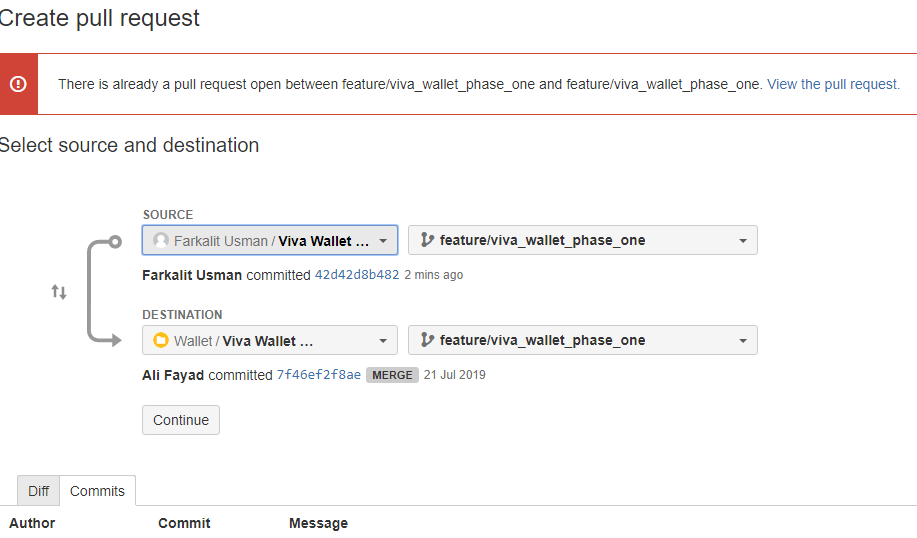 Create pull request
There is already a pull request open between feature/viva_wallet_phase_one and feature/viva_wallet_phase_one. View the pull request.
Select source and destination
SOURCE
Farkalit Usman / Viva Wallet ... feature/viva_wallet_phase_one
Farkalit Usman committed 42d42d8b482 2 mins ago
DESTINATION
Wallet / Viva Wallet ... feature/viva_wallet_phase_one
Ali Fayad committed 7f46ef2f8ae MERGE 21 Jul 2019
Continue
Diff Commits
Author Commit Message